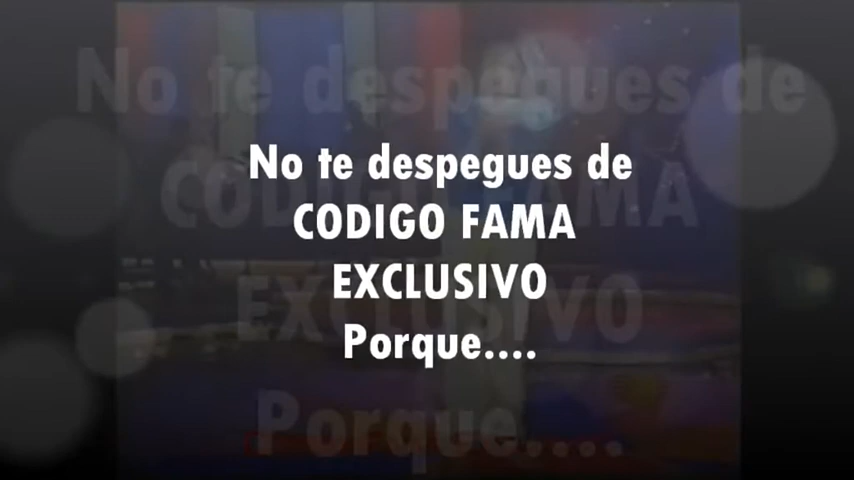 No te despegues de
CODIGO FAMA
EXCLUSIVO
Porque....